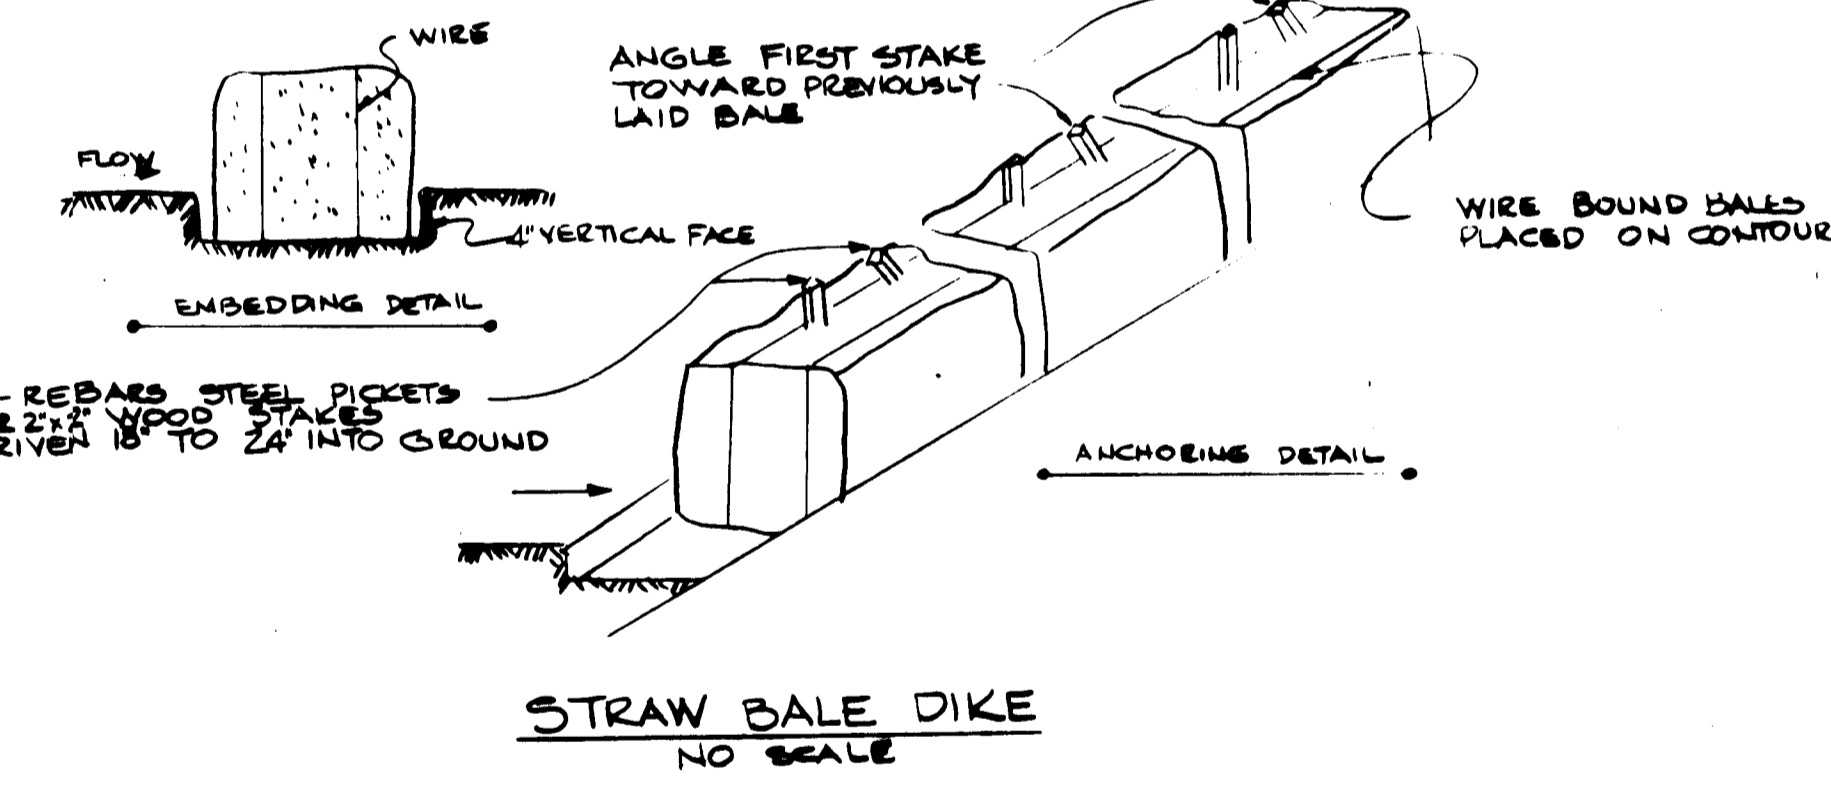 WIRE
ANGLE FIRST STAKE
TOWARD PREVIOUSLY
LAID BALE
FLOW
4" VERTICAL FACE
WIRE BOUND BALES
PLACED ON CONTOUR
EMBEDDING DETAIL
- REBARS STEEL PICKETS
2"x2" WOOD STAKES
RIVEN 18" TO 24" INTO GROUND
ANCHORING DETAIL
STRAW BALE DIKE
NO SCALE